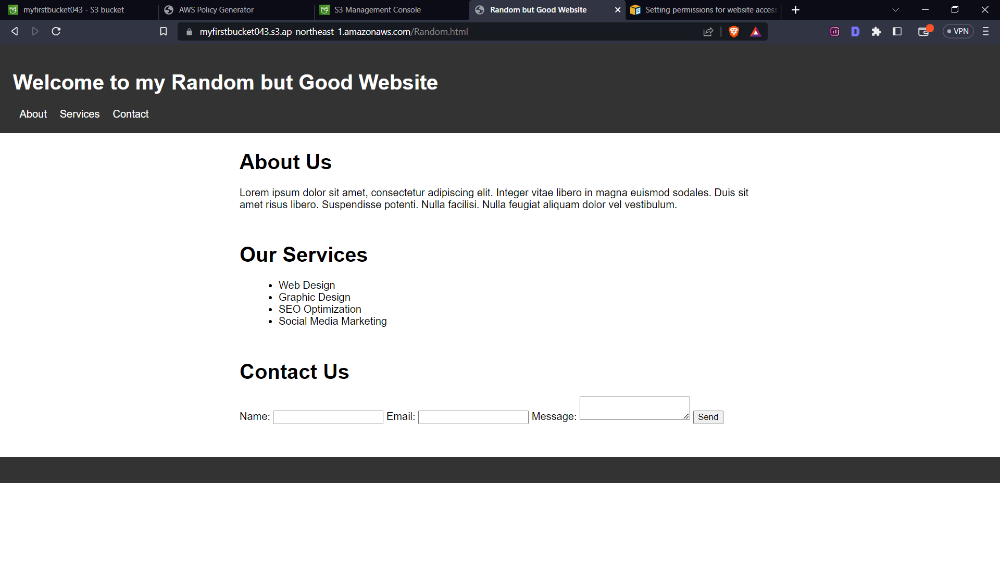 myfirstbucket043 - S3 bucket
AWS Policy Generator
S3 Management Console
Random but Good Website
Setting permissions for website access
myfirstbucket043.s3.ap-northeast-1.amazonaws.com/Random.html
VPN
Welcome to my Random but Good Website
About Services Contact
About Us
Lorem ipsum dolor sit amet, consectetur adipiscing elit. Integer vitae libero in magna euismod sodales. Duis sit
amet risus libero. Suspendisse potenti. Nulla facilisi. Nulla feugiat aliquam dolor vel vestibulum.
Our Services
• Web Design
• Graphic Design
• SEO Optimization
• Social Media Marketing
Contact Us
Name: Email: Message: Send